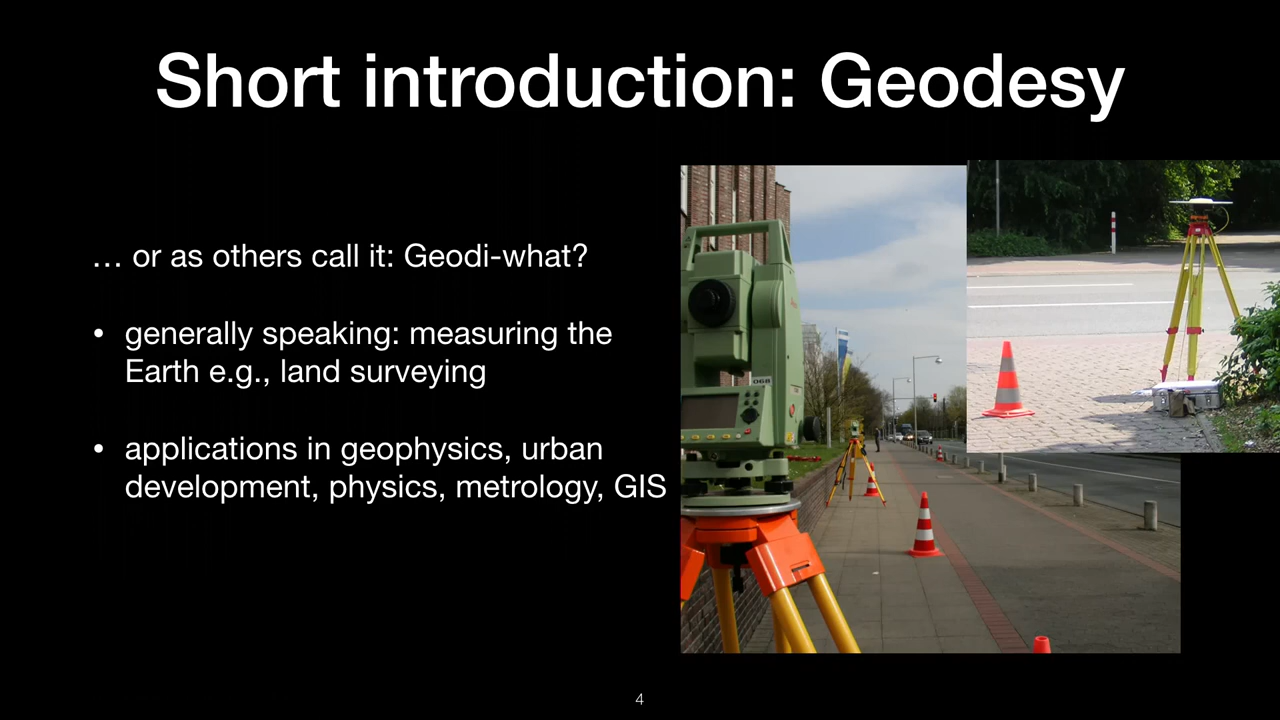 Short introduction: Geodesy
… or as others call it: Geodi-what?
• generally speaking: measuring the
Earth e.g., land surveying
• applications in geophysics, urban
development, physics, metrology, GIS
068
4